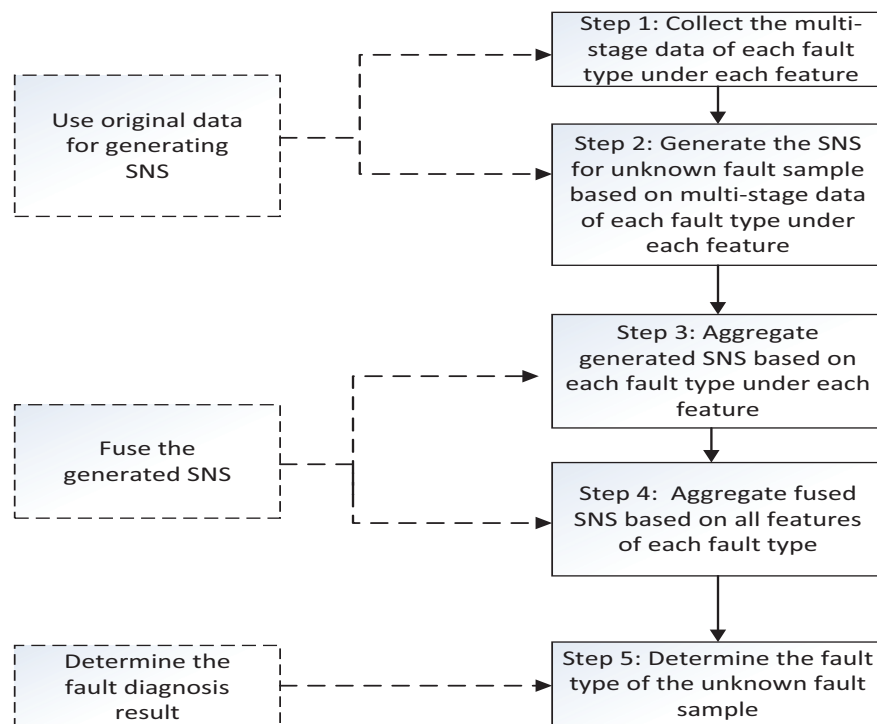 Step 1: Collect the multi-
stage data of each fault
type under each feature
Use original data
for generating
SNS
Step 2: Generate the SNS
for unknown fault sample
based on multi-stage data
of each fault type under
each feature
Step 3: Aggregate
generated SNS based on
each fault type under each
feature
Fuse the
generated SNS
Step 4: Aggregate fused
SNS based on all features
of each fault type
Determine the
fault diagnosis
result
Step 5: Determine the fault
type of the unknown fault
sample